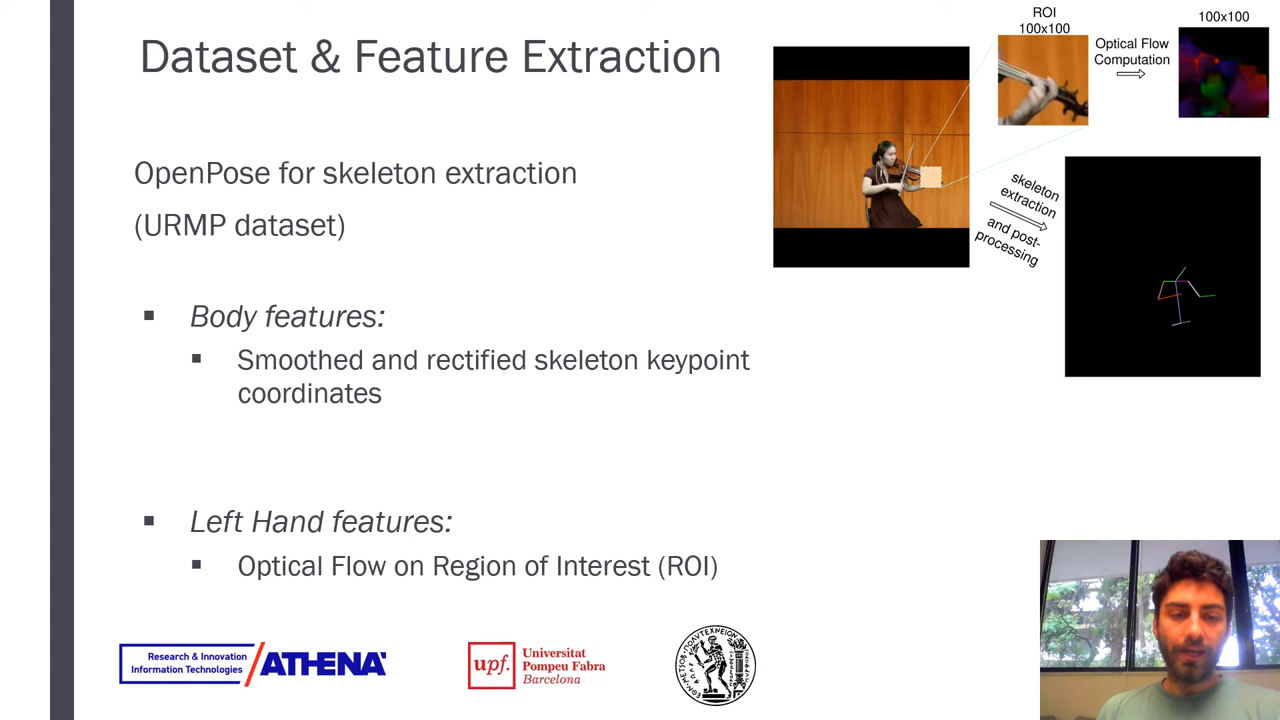 Dataset & Feature Extraction
OpenPose for skeleton extraction
(URMP dataset)
▪ Body features:
▪ Smoothed and rectified skeleton keypoint
coordinates
▪ Left Hand features:
▪ Optical Flow on Region of Interest (ROI)
ROI
100x100
Optical Flow
Computation
100x100
skeleton
extraction
and post-
processing
Research & Innovation
Information Technologies
ATHENA
upf.
Universitat
Pompeu Fabra
Barcelona